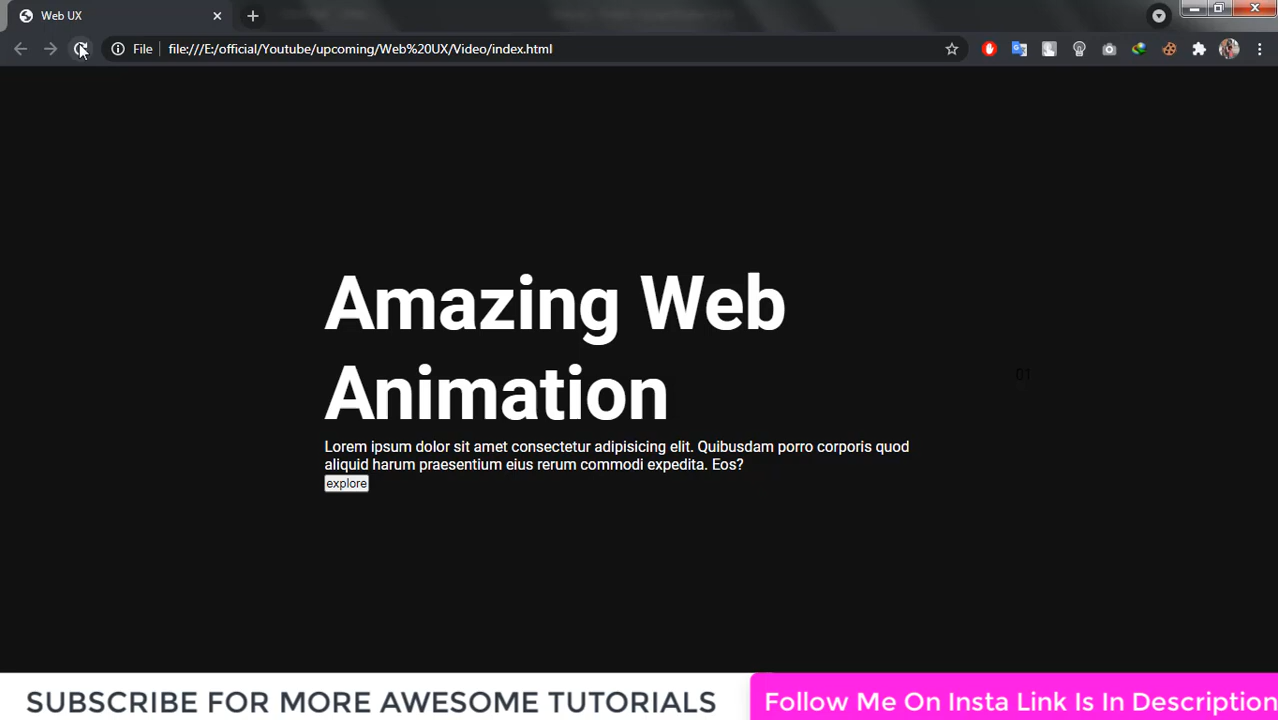 Web UX
File file:///E:/official/Youtube/upcoming/Web%20UX/Video/index.html
Amazing Web
Animation
01
Lorem ipsum dolor sit amet consectetur adipisicing elit. Quibusdam porro corporis quod
aliquid harum praesentium eius rerum commodi expedita. Eos?
explore
SUBSCRIBE FOR MORE AWESOME TUTORIALS
Follow Me On Insta Link Is In Description